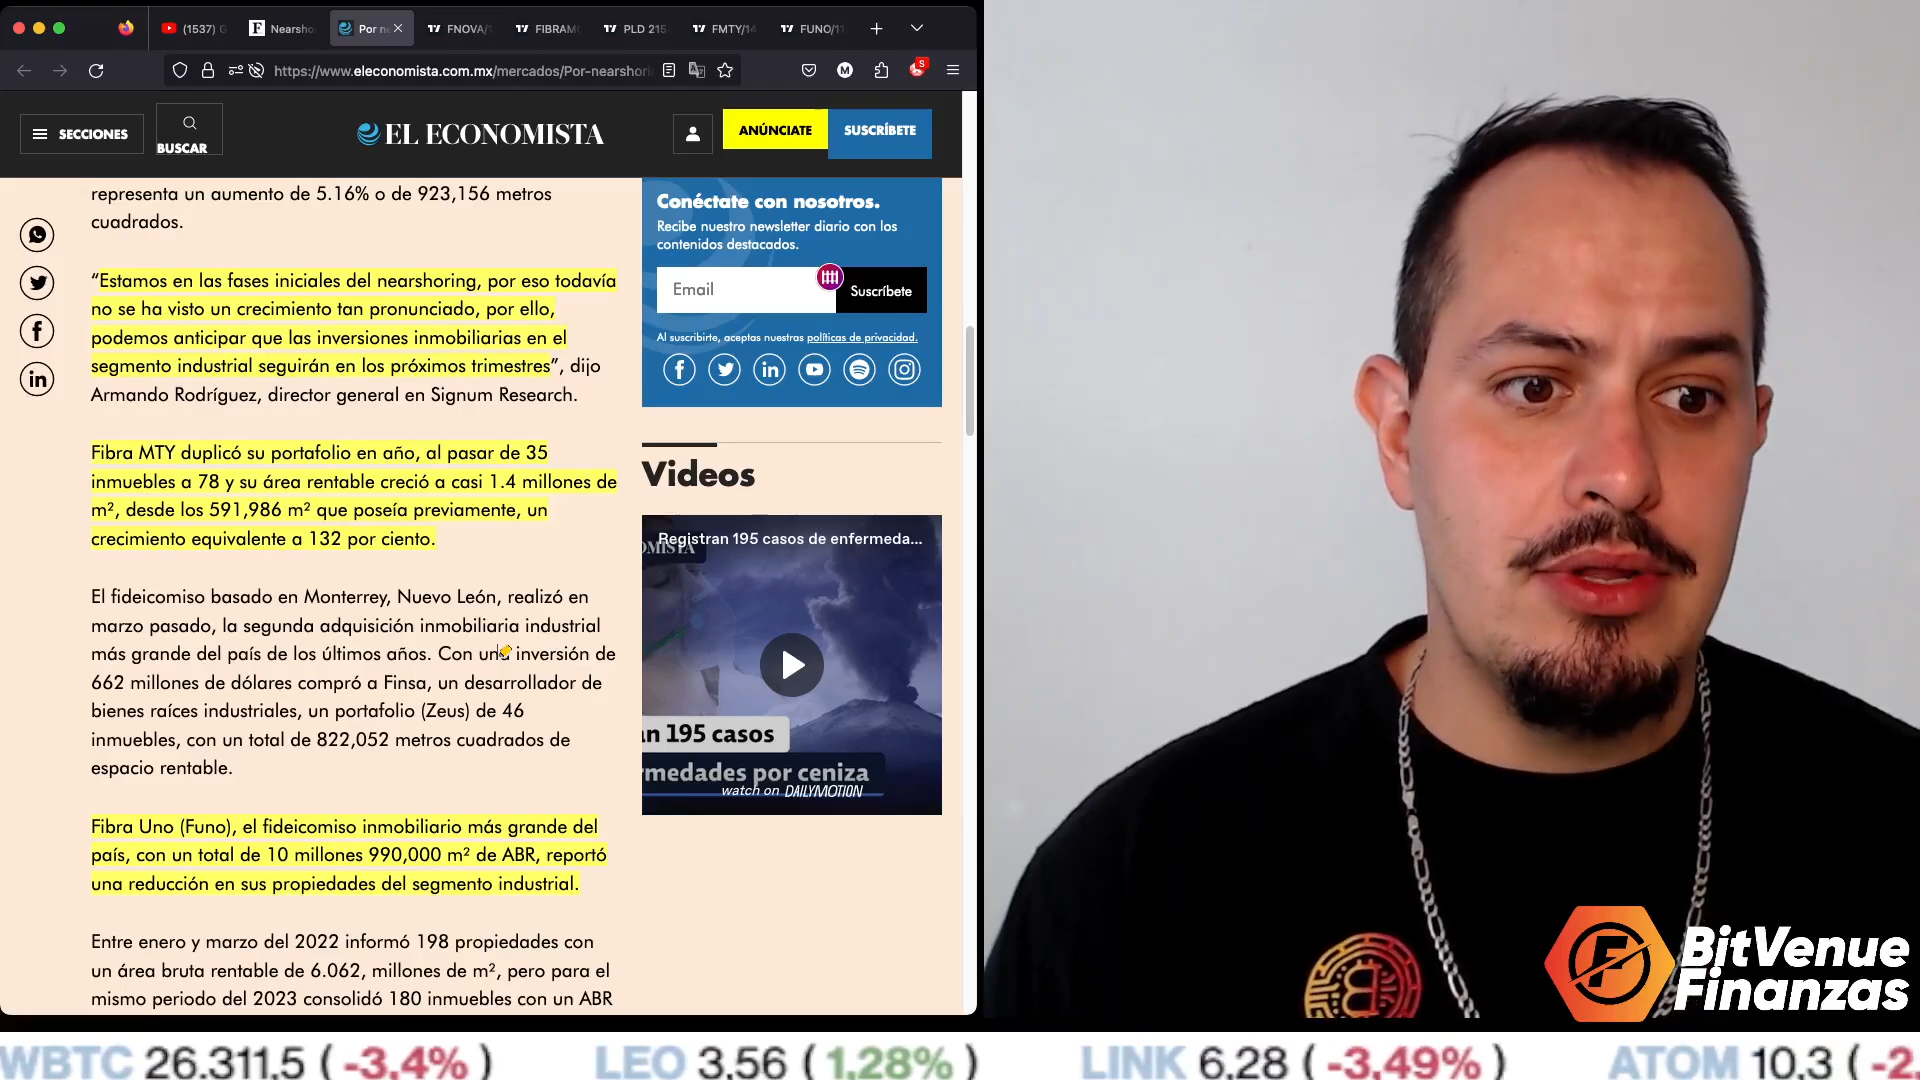 (1537) G
Nearsho
Por n
FNOVA/
FIBRAM
PLD 215
FMTY/14
FUNO/11
https://www.eleconomista.com.mx/mercados/Por-nearshori
M
S
SECCIONES
BUSCAR
EL ECONOMISTA
ANÚNCIATE
SUSCRÍBETE
representa un aumento de 5.16% o de 923,156 metros
cuadrados.
“Estamos en las fases iniciales del nearshoring, por eso todavía
no se ha visto un crecimiento tan pronunciado, por ello,
podemos anticipar que las inversiones inmobiliarias en el
segmento industrial seguirán en los próximos trimestres”, dijo
Armando Rodríguez, director general en Signum Research.
Fibra MTY duplicó su portafolio en año, al pasar de 35
inmuebles a 78 y su área rentable creció a casi 1.4 millones de
m², desde los 591,986 m² que poseía previamente, un
crecimiento equivalente a 132 por ciento.
El fideicomiso basado en Monterrey, Nuevo León, realizó en
marzo pasado, la segunda adquisición inmobiliaria industrial
más grande del país de los últimos años. Con una inversión de
662 millones de dólares compró a Finsa, un desarrollador de
bienes raíces industriales, un portafolio (Zeus) de 46
inmuebles, con un total de 822,052 metros cuadrados de
espacio rentable.
Fibra Uno (Funo), el fideicomiso inmobiliario más grande del
país, con un total de 10 millones 990,000 m² de ABR, reportó
una reducción en sus propiedades del segmento industrial.
Entre enero y marzo del 2022 informó 198 propiedades con
un área bruta rentable de 6.062, millones de m², pero para el
mismo periodo del 2023 consolidó 180 inmuebles con un ABR
Conéctate con nosotros.
Recibe nuestro newsletter diario con los
contenidos destacados.
Email
Suscríbete
Al suscribirte, aceptas nuestras políticas de privacidad.
Videos
Registran 195 casos de enfermeda...
OMISTA
an 195 casos
rmedades por ceniza
watch on DAILYMOTION
BitVenue
Finanzas
WBTC 26.311,5 ( -3,4% ) LEO 3,56 ( 1,28% ) LINK 6,28 ( -3,49% ) ATOM 10,3 ( -2,